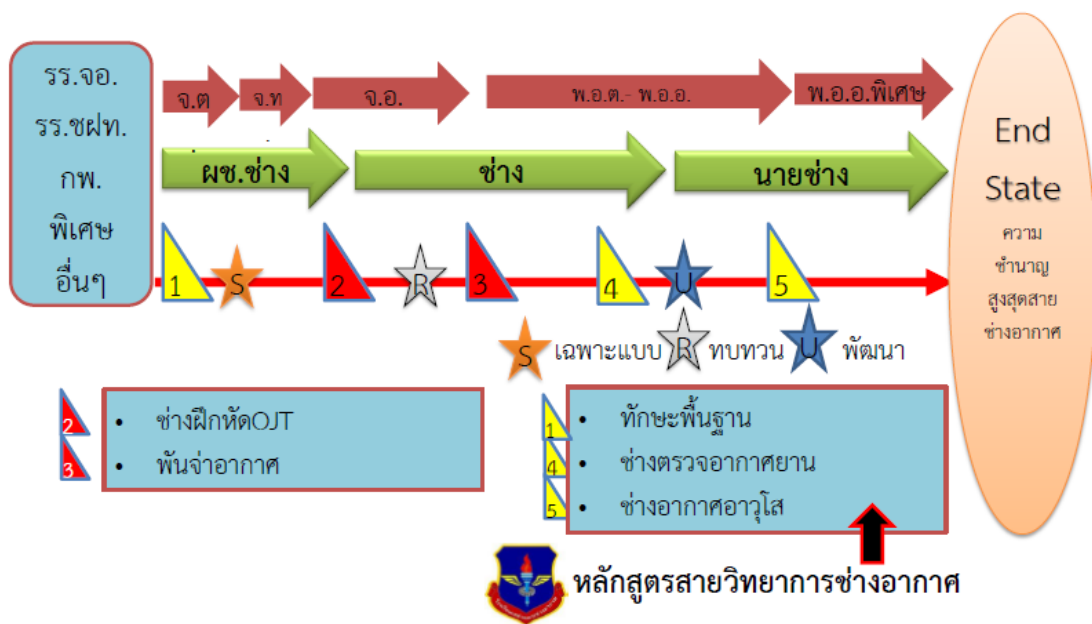 รร.จอ.
รร.ชฝท.
กพ.
พิเศษ
อื่นๆ
จ.ต
จ.ท
จ.อ.
พ.อ.ต.- พ.อ.อ.
พ.อ.อ.พิเศษ
ผช.ช่าง
ช่าง
นายช่าง
1
S
2
R
3
4
U
5
End
State
ความ
ชำนาญ
สูงสุดสาย
ช่างอากาศ
S เฉพาะแบบ R ทบทวน U พัฒนา
2 • ช่างฝึกหัดOJT
3 • พันจ่าอากาศ
1 • ทักษะพื้นฐาน
4 • ช่างตรวจอากาศยาน
5 • ช่างอากาศอาวุโส
หลักสูตรสายวิทยาการช่างอากาศ